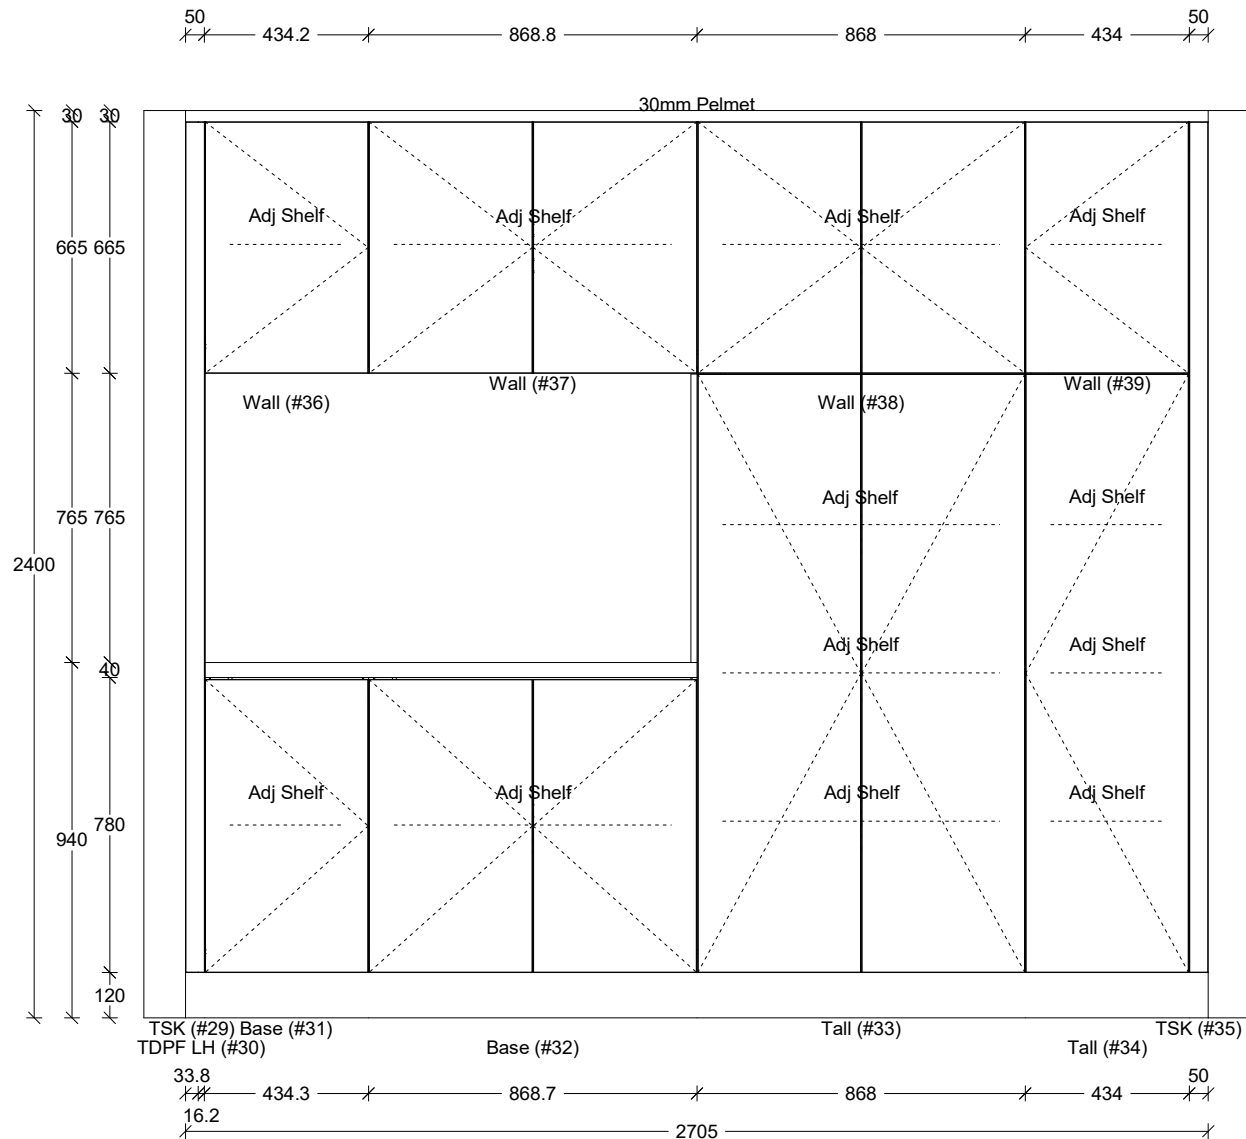 50 50
434.2 868.8 868 434
30mm Pelmet
30 30
Adj Shelf Adj Shelf Adj Shelf Adj Shelf
665 665
Wall (#37) Wall (#39)
Wall (#36) Wall (#38)
Adj Shelf Adj Shelf
765 765
2400
Adj Shelf Adj Shelf
40
Adj Shelf Adj Shelf Adj Shelf Adj Shelf
780
940
120
TSK (#29) Base (#31) Tall (#33) TSK (#35)
TDPF LH (#30) Base (#32) Tall (#34)
33.8 50
434.3 868.7 868 434
16.2
2705